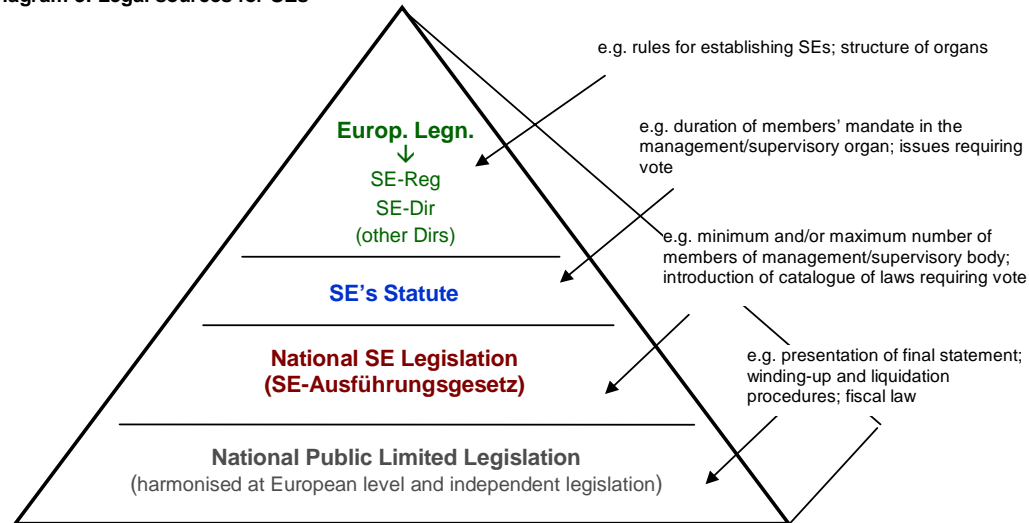 Legal sources for SEs
e.g. rules for establishing SEs; structure of organs
Europ. Legn.
SE-Reg
SE-Dir
(other Dirs)
e.g. duration of members' mandate in the
management/supervisory organ; issues requiring
vote
SE's Statute
e.g. minimum and/or maximum number of
members of management/supervisory body;
introduction of catalogue of laws requiring vote
National SE Legislation
(SE-Ausführungsgesetz)
e.g. presentation of final statement;
winding-up and liquidation
procedures; fiscal law
National Public Limited Legislation
(harmonised at European level and independent legislation)